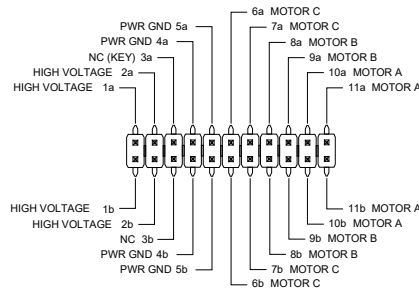 6a MOTOR C
PWR GND 5a
7a MOTOR C
PWR GND 4a
8a MOTOR B
NC (KEY) 3a
9a MOTOR B
HIGH VOLTAGE 2a
10a MOTOR A
HIGH VOLTAGE 1a
11a MOTOR A
HIGH VOLTAGE 1b
11b MOTOR A
HIGH VOLTAGE 2b
10b MOTOR A
NC 3b
9b MOTOR B
PWR GND 4b
8b MOTOR B
PWR GND 5b
7b MOTOR C
6b MOTOR C